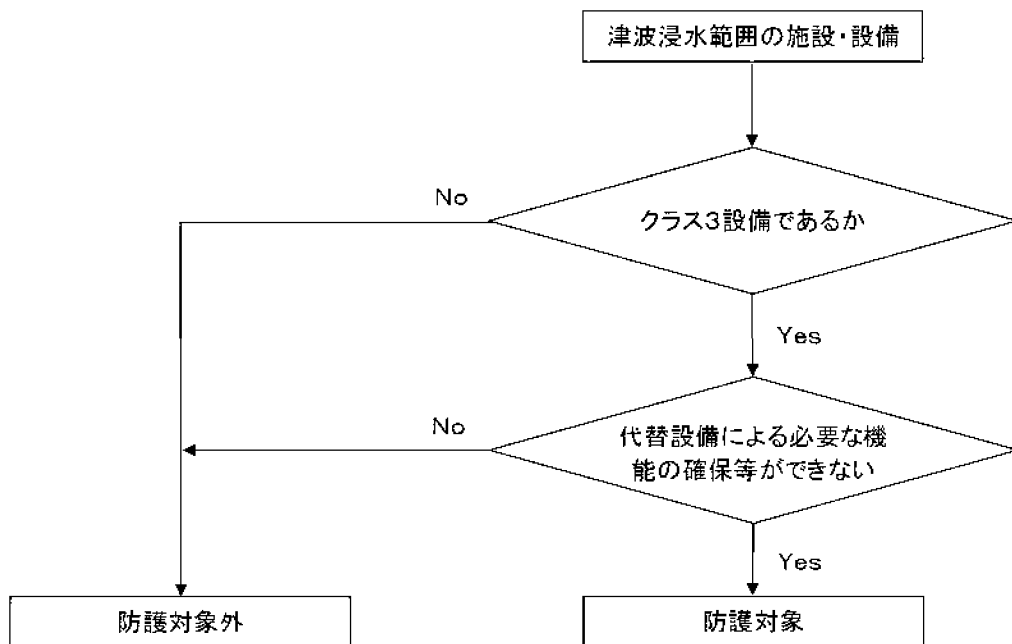 津波浸水範囲の施設・設備
No
クラス3設備であるか
Yes
No
代替設備による必要な機
能の確保等ができない
Yes
防護対象外
防護対象